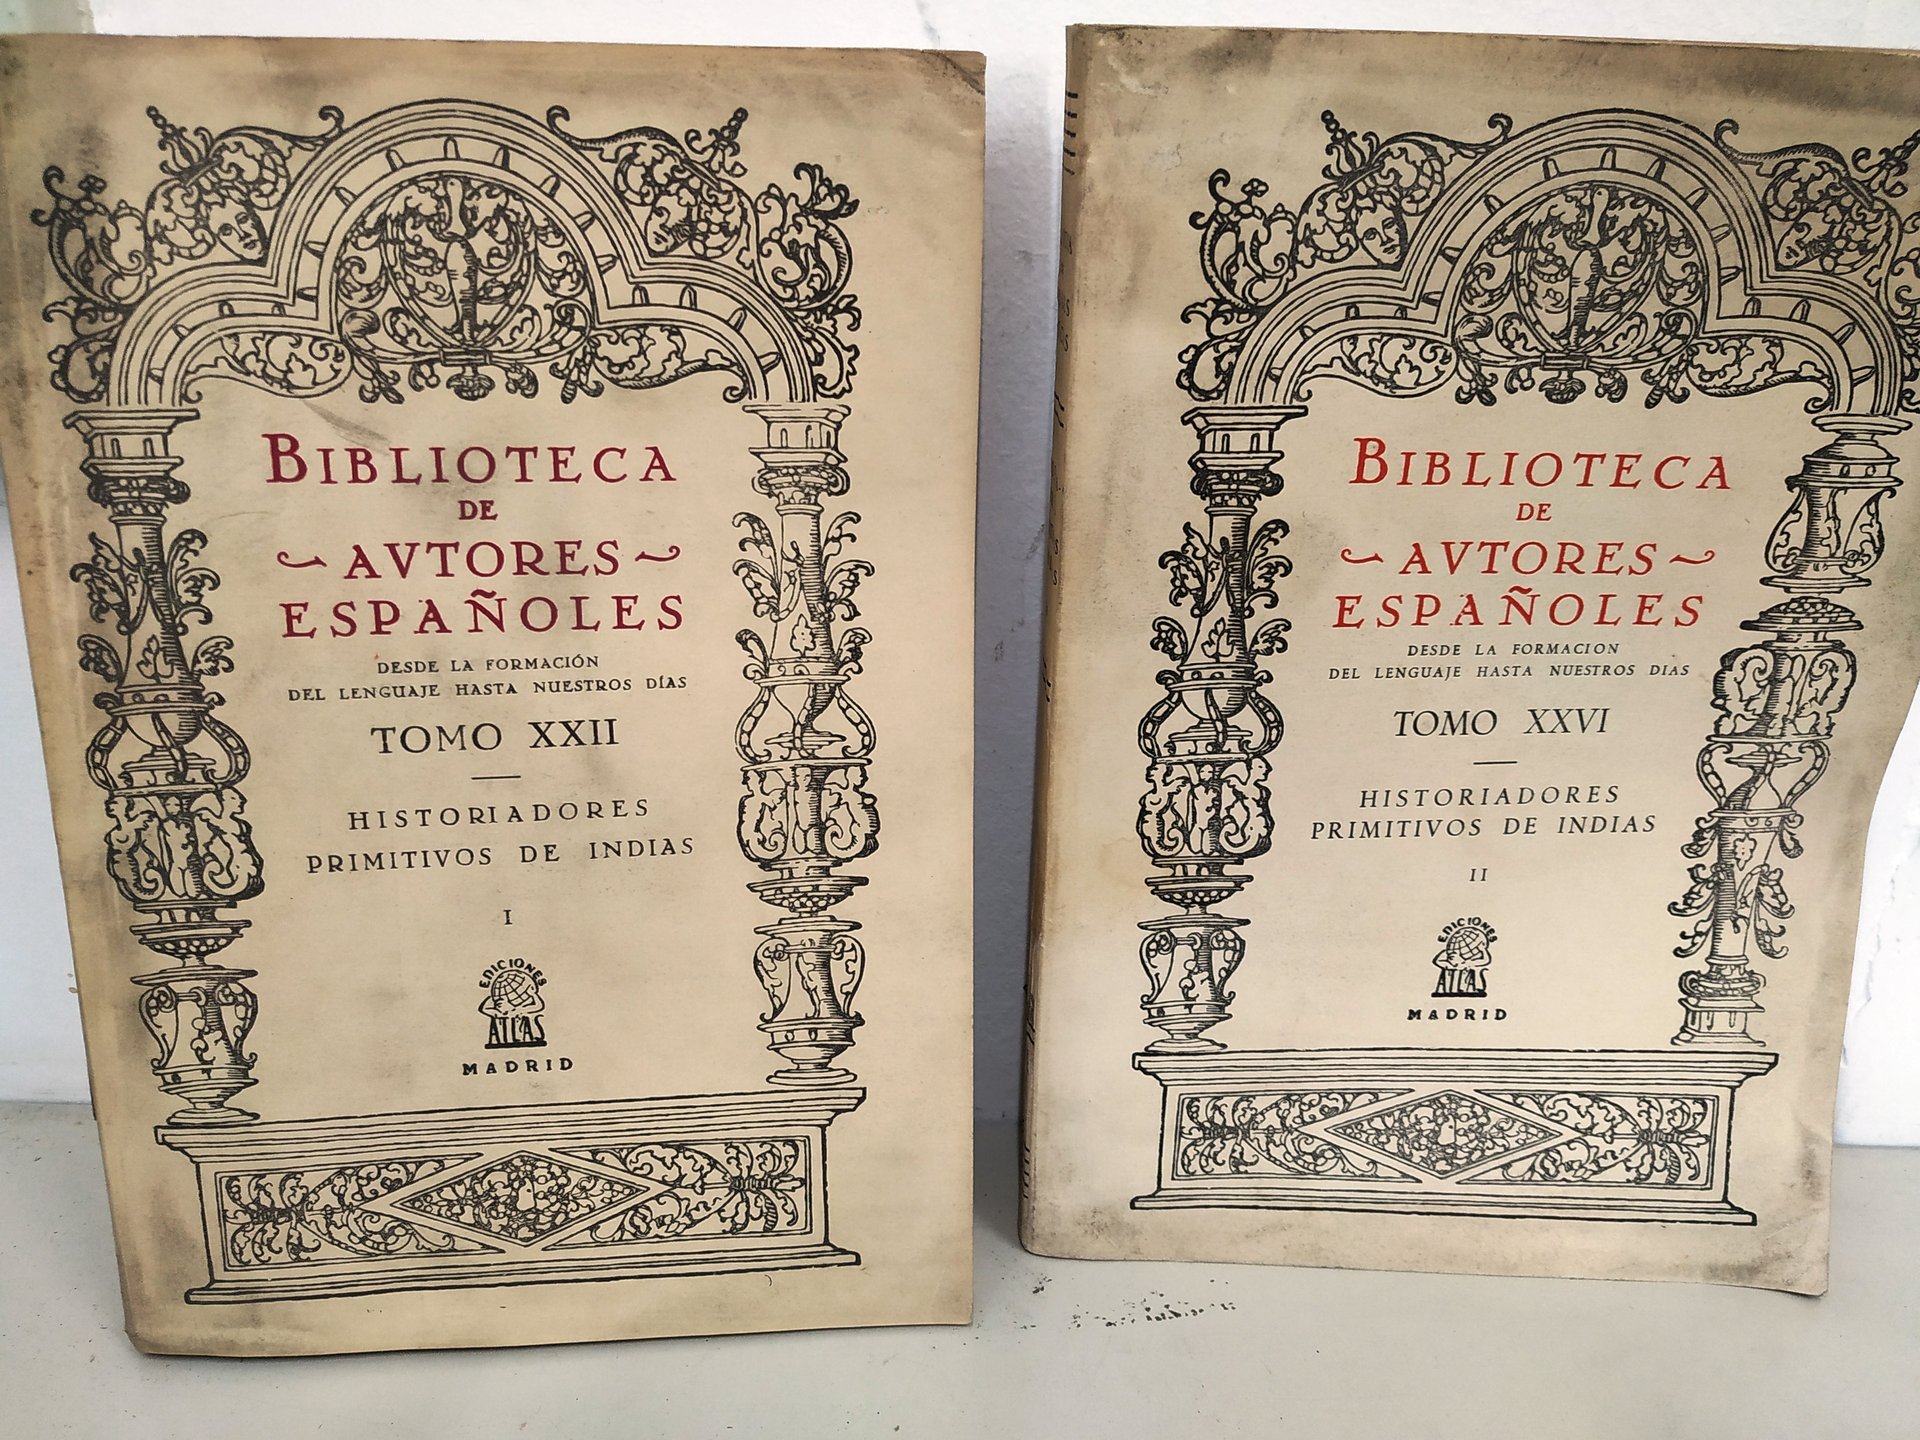 BIBLIOTECA
DE
AVTORES
ESPAÑOLES
DESDE LA FORMACIÓN
DEL LENGUAJE HASTA NUESTROS DÍAS
TOMO XXII
HISTORIADORES
PRIMITIVOS DE INDIAS
I
EDICIONES
ATLAS
MADRID
BIBLIOTECA
DE
AVTORES
ESPAÑOLES
DESDE LA FORMACION
DEL LENGUAJE HASTA NUESTROS DIAS
TOMO XXVI
HISTORIADORES
PRIMITIVOS DE INDIAS
II
EDICIONES
ATLAS
MADRID